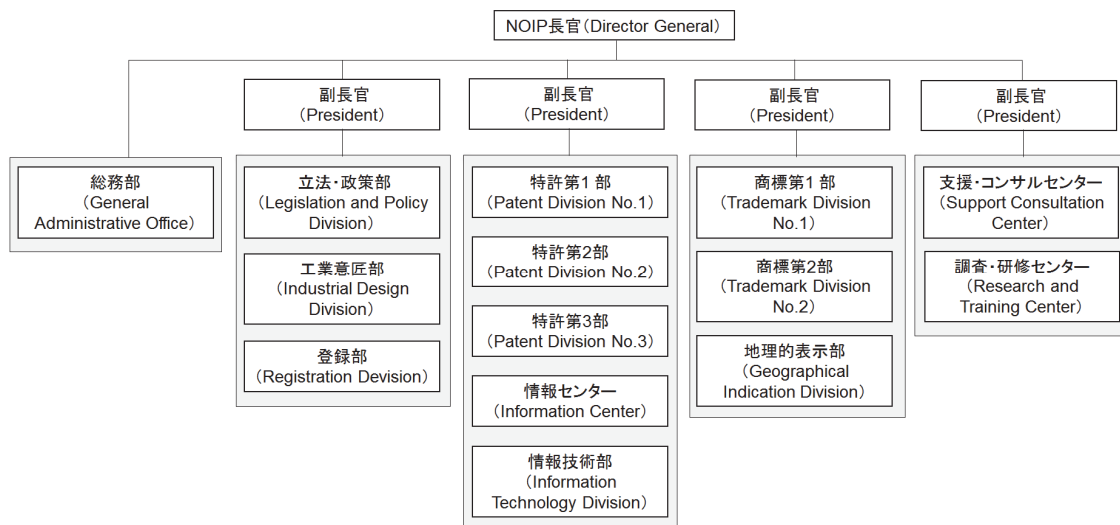 NOIP長官(Director General)
副長官
(President)
副長官
(President)
副長官
(President)
副長官
(President)
総務部
(General
Administrative Office)
立法・政策部
(Legislation and Policy
Division)
工業意匠部
(Industrial Design
Division)
登録部
(Registration Devision)
特許第1 部
(Patent Division No.1)
特許第2部
(Patent Division No.2)
特許第3部
(Patent Division No.3)
情報センター
(Information Center)
情報技術部
(Information
Technology Division)
商標第1 部
(Trademark Division
No.1)
商標第2部
(Trademark Division
No.2)
地理的表示部
(Geographical
Indication Division)
支援・コンサルセンター
(Support Consultation
Center)
調査・研修センター
(Research and
Training Center)